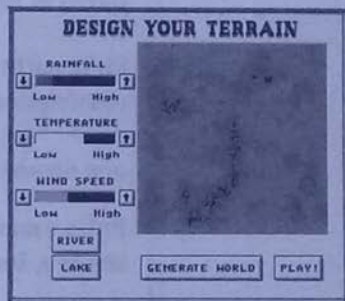 DESIGN YOUR TERRAIN
RAINFALL
Low High
TEMPERATURE
Low High
WIND SPEED
Low High
RIVER
LAKE
GENERATE WORLD
PLAY!